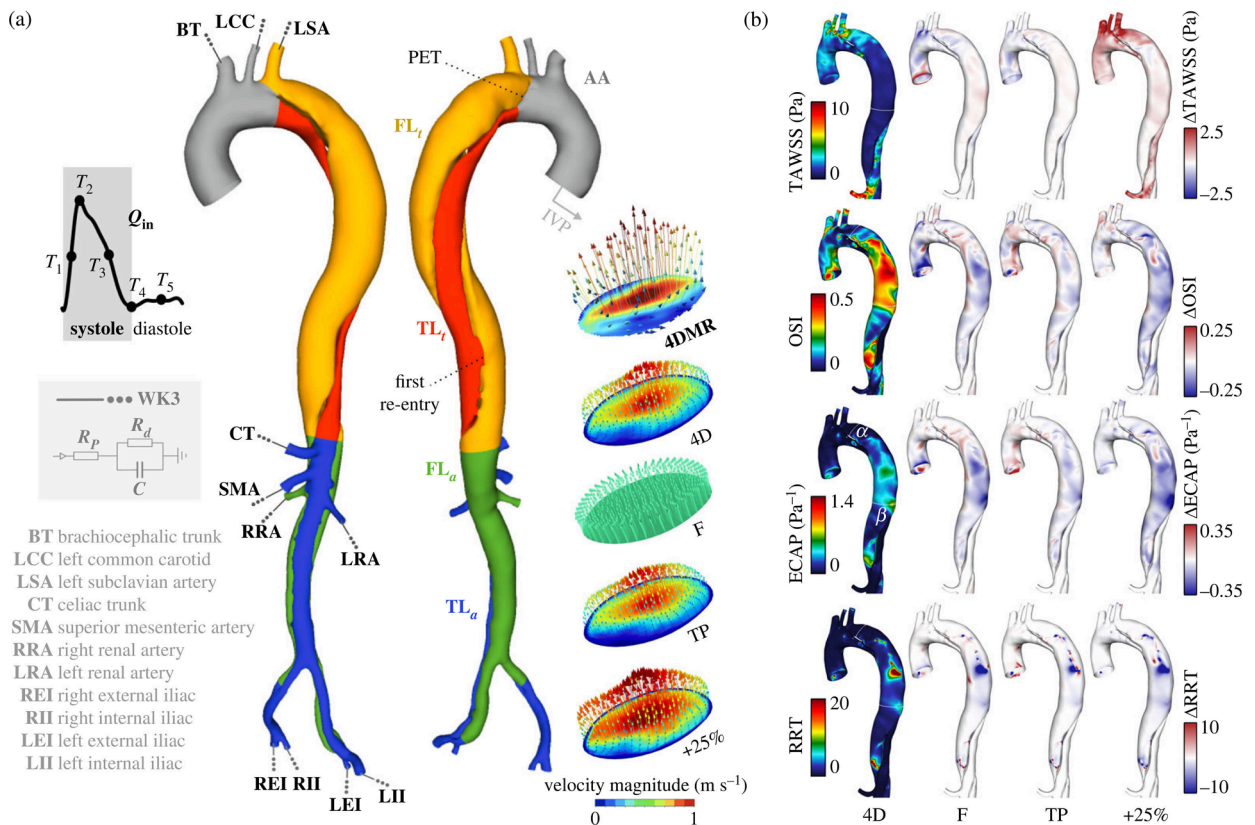 (a)
BT
LCC
LSA
PET
AA
FLt
IVP
T2
Qin
T1
T3
T4
T5
systole diastole
4DMR
TLt
first
re-entry
4D
WK3
RP
Rd
C
CT
SMA
RRA
LRA
FLa
F
TLa
TP
BT brachiocephalic trunk
LCC left common carotid
LSA left subclavian artery
CT celiac trunk
SMA superior mesenteric artery
RRA right renal artery
LRA left renal artery
REI right external iliac
RII right internal iliac
LEI left external iliac
LII left internal iliac
REI RII
LEI
LII
+25%
velocity magnitude (m s−1)
0 1
(b)
TAWSS (Pa)
10
0
ΔTAWSS (Pa)
2.5
−2.5
OSI
0.5
0
ΔOSI
0.25
−0.25
ECAP (Pa−1)
1.4
0
α
β
ΔECAP (Pa−1)
0.35
−0.35
RRT
20
0
ΔRRT
10
−10
4D F TP +25%